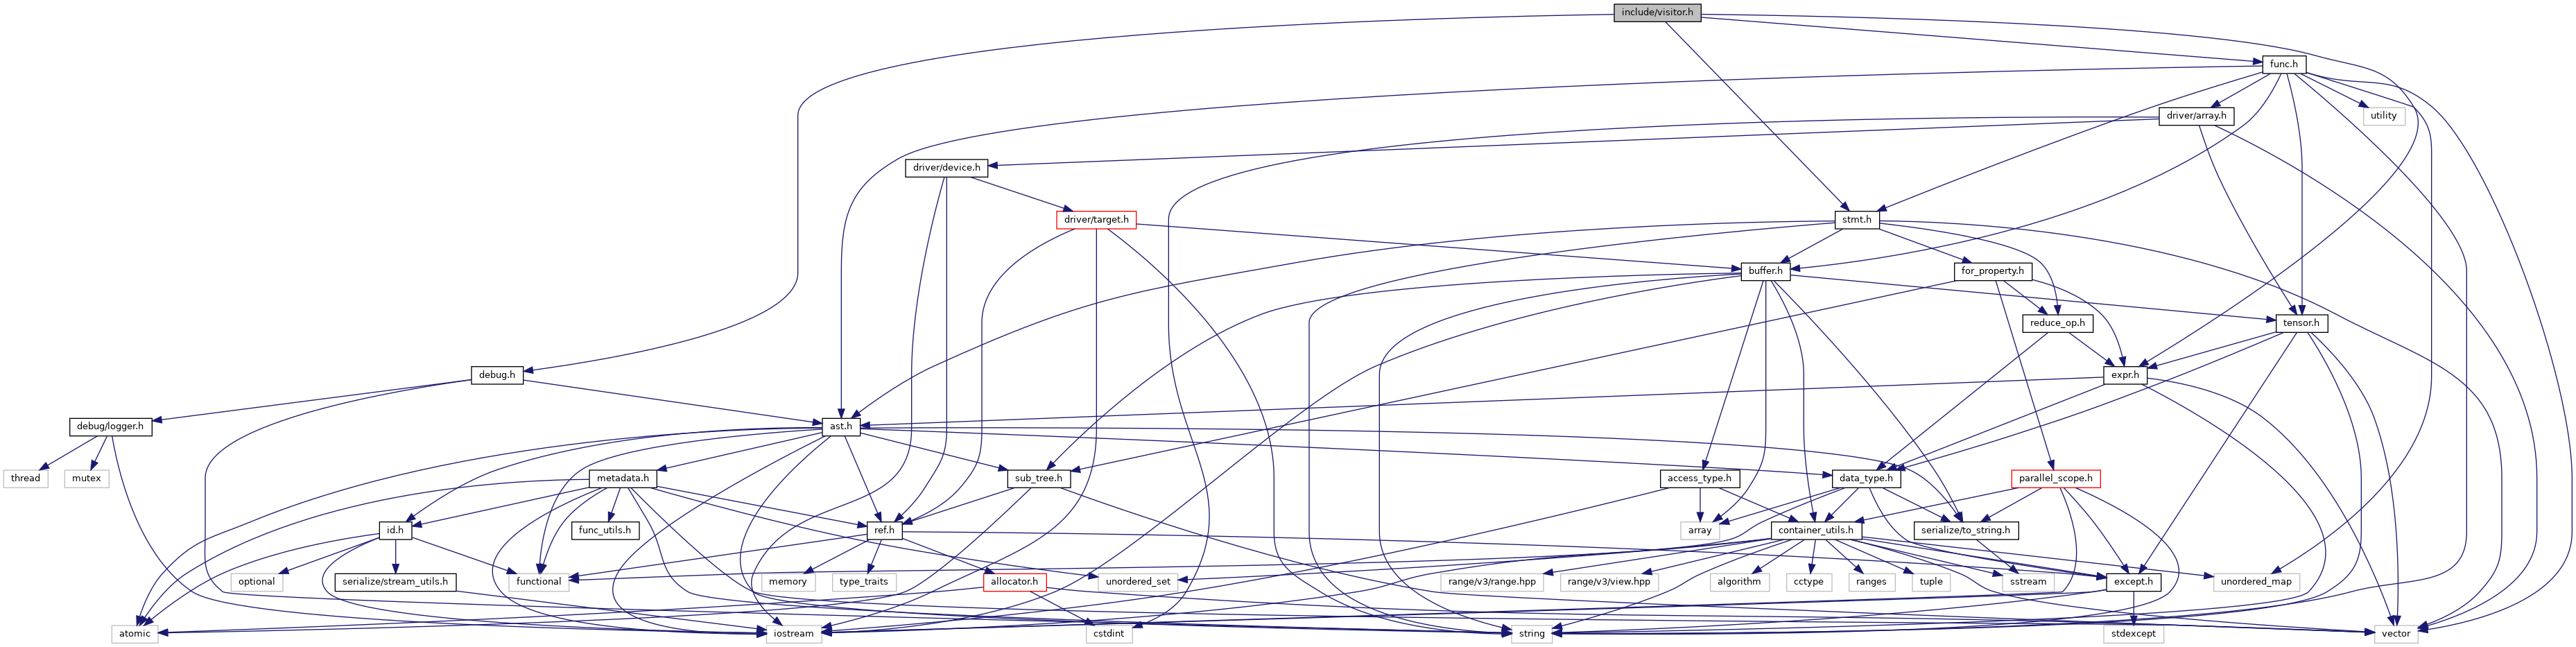 include/visitor.h
func.h
driver/array.h
utility
driver/device.h
driver/target.h
stmt.h
buffer.h
for_property.h
reduce_op.h
tensor.h
debug.h
expr.h
debug/logger.h
ast.h
thread
mutex
metadata.h
sub_tree.h
access_type.h
data_type.h
parallel_scope.h
id.h
func_utils.h
ref.h
array
container_utils.h
serialize/to_string.h
optional
serialize/stream_utils.h
functional
memory
type_traits
allocator.h
unordered_set
range/v3/range.hpp
range/v3/view.hpp
algorithm
cctype
ranges
tuple
sstream
except.h
unordered_map
atomic
iostream
cstdint
string
stdexcept
vector